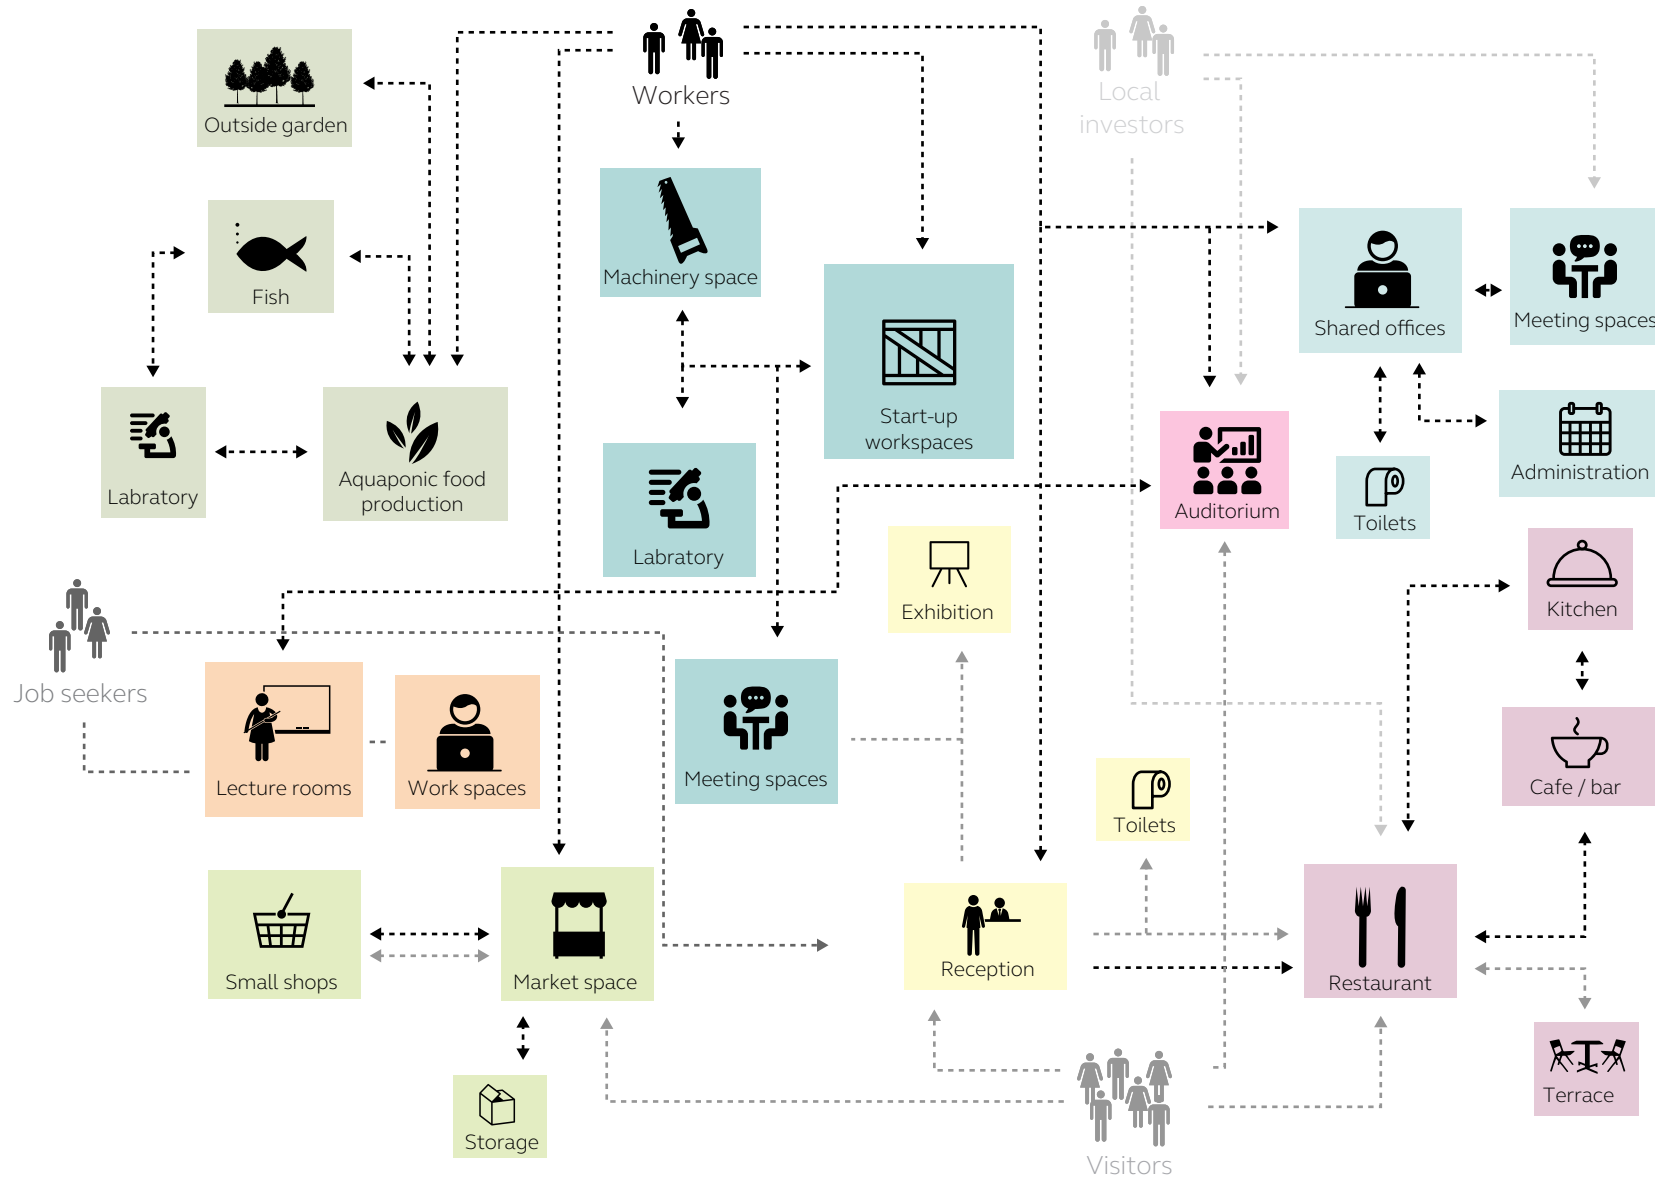 Workers
Local
investors
Outside garden
Machinery space
Fish
Shared offices
Meeting spaces
Start-up
workspaces
Labratory
Aquaponic food
production
Labratory
Auditorium
Toilets
Administration
Exhibition
Kitchen
Job seekers
Lecture rooms
Work spaces
Meeting spaces
Toilets
Cafe / bar
Small shops
Market space
Reception
Restaurant
Storage
Terrace
Visitors